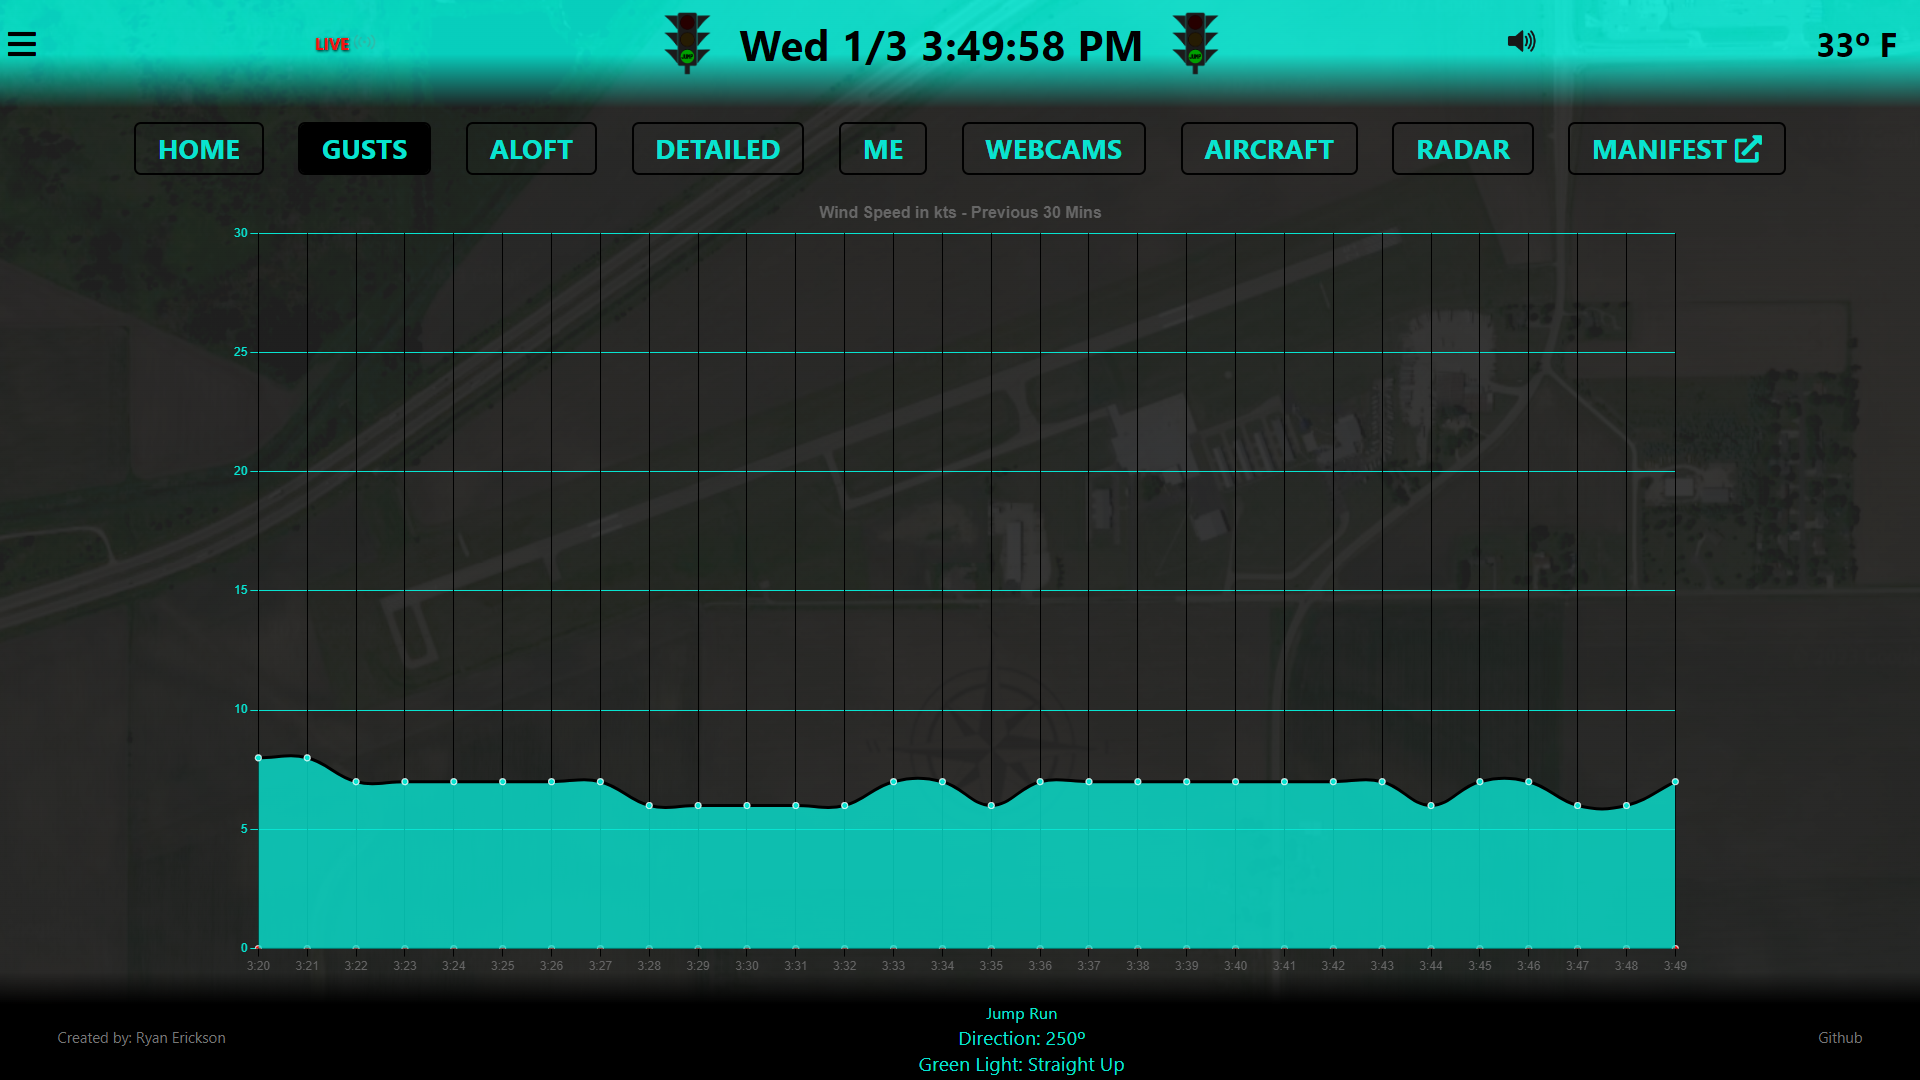 LIVE
JUMP
Wed 1/3 3:49:58 PM
JUMP
33º F
HOME
GUSTS
ALOFT
DETAILED
ME
WEBCAMS
AIRCRAFT
RADAR
MANIFEST
Wind Speed in kts - Previous 30 Mins
30
25
20
15
10
5
0
3:20 3:21 3:22 3:23 3:24 3:25 3:26 3:27 3:28 3:29 3:30 3:31 3:32 3:33 3:34 3:35 3:36 3:37 3:38 3:39 3:40 3:41 3:42 3:43 3:44 3:45 3:46 3:47 3:48 3:49
Jump Run
Created by: Ryan Erickson
Direction: 250º
Github
Green Light: Straight Up